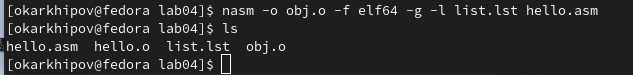 [okarkhipov@fedora lab04]$ nasm -o obj.o -f elf64 -g -l list.lst hello.asm
[okarkhipov@fedora lab04]$ ls
hello.asm  hello.o  list.lst  obj.o
[okarkhipov@fedora lab04]$